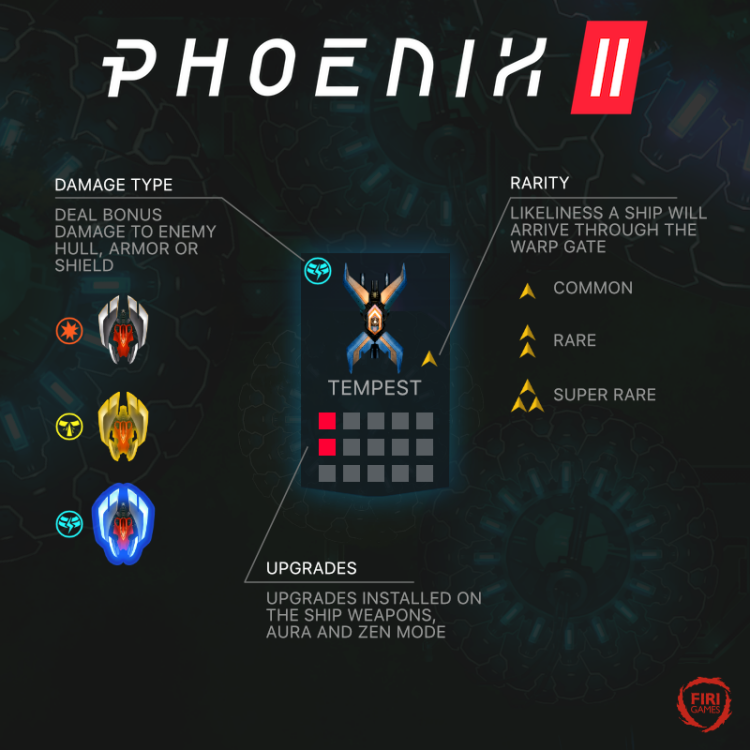 PHOENIX II
DAMAGE TYPE
DEAL BONUS
DAMAGE TO ENEMY
HULL, ARMOR OR
SHIELD
RARITY
LIKELINESS A SHIP WILL
ARRIVE THROUGH THE
WARP GATE
COMMON
RARE
SUPER RARE
TEMPEST
UPGRADES
UPGRADES INSTALLED ON
THE SHIP WEAPONS,
AURA AND ZEN MODE
FIRI
GAMES